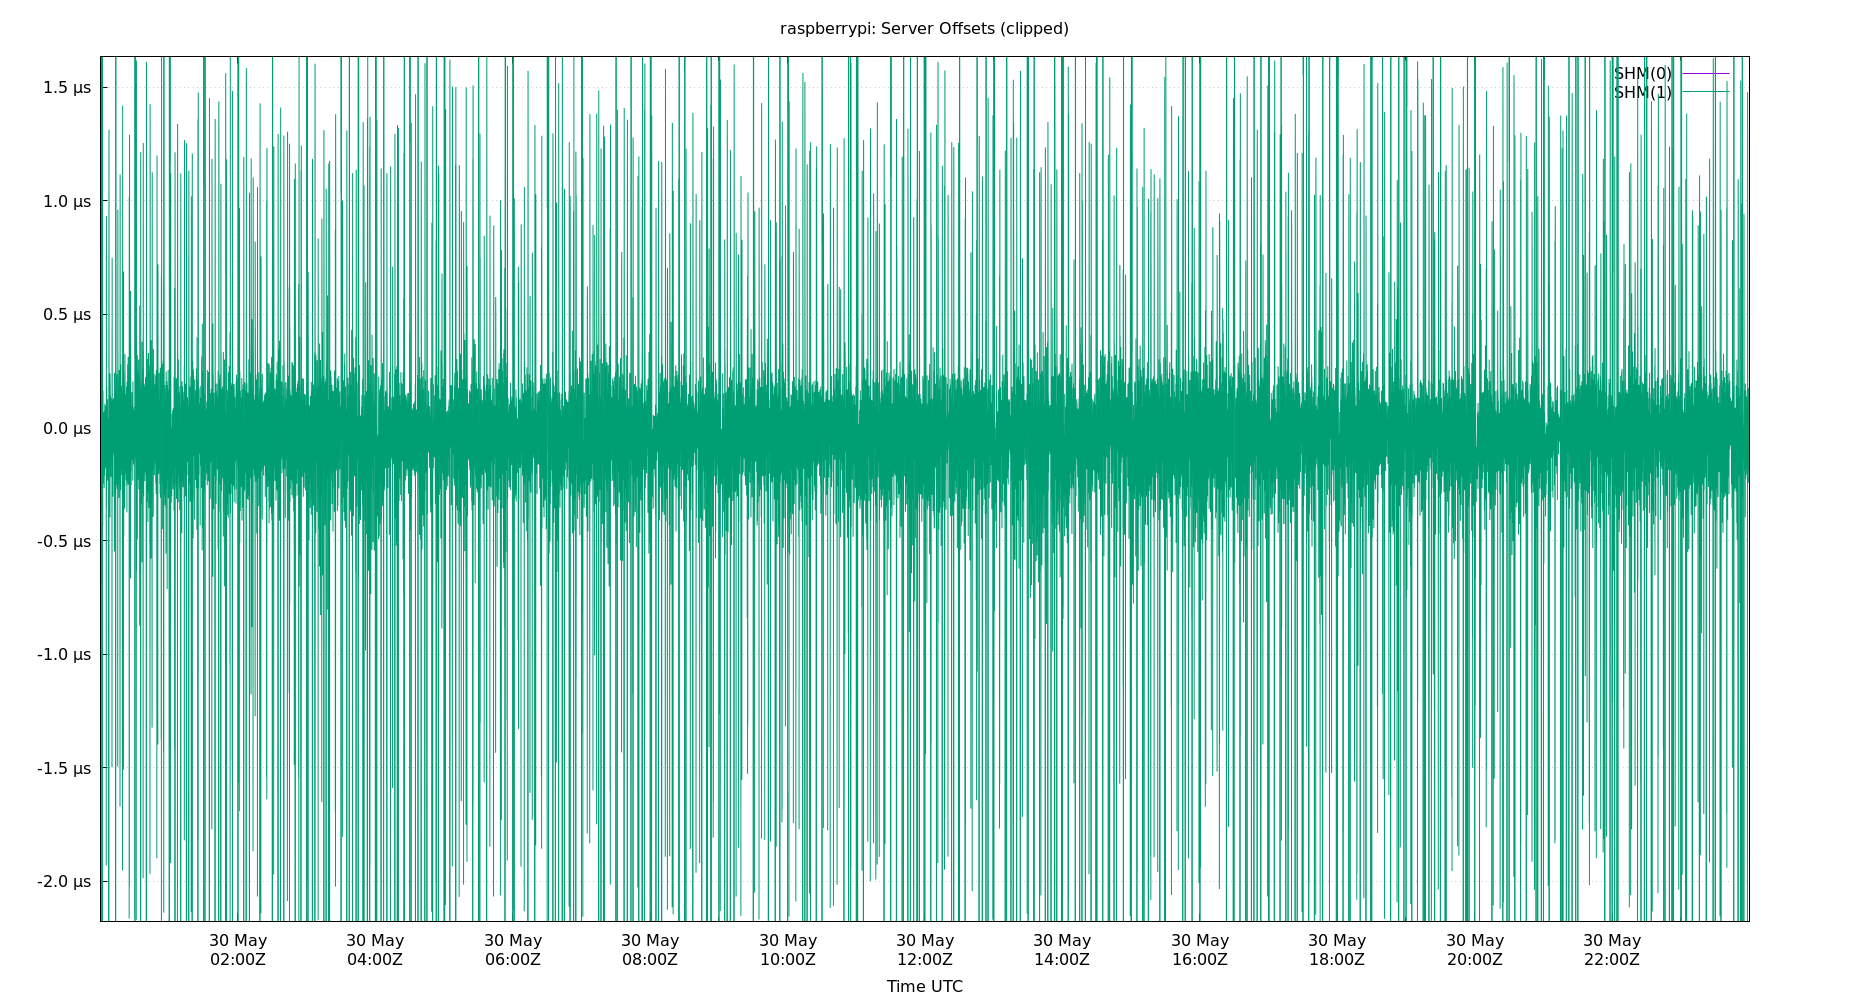 raspberrypi: Server Offsets (clipped)
SHM(0)
SHM(1)
1.5 µs
1.0 µs
0.5 µs
0.0 µs
-0.5 µs
-1.0 µs
-1.5 µs
-2.0 µs
30 May 30 May 30 May 30 May 30 May 30 May 30 May 30 May 30 May 30 May 30 May
02:00Z 04:00Z 06:00Z 08:00Z 10:00Z 12:00Z 14:00Z 16:00Z 18:00Z 20:00Z 22:00Z
Time UTC